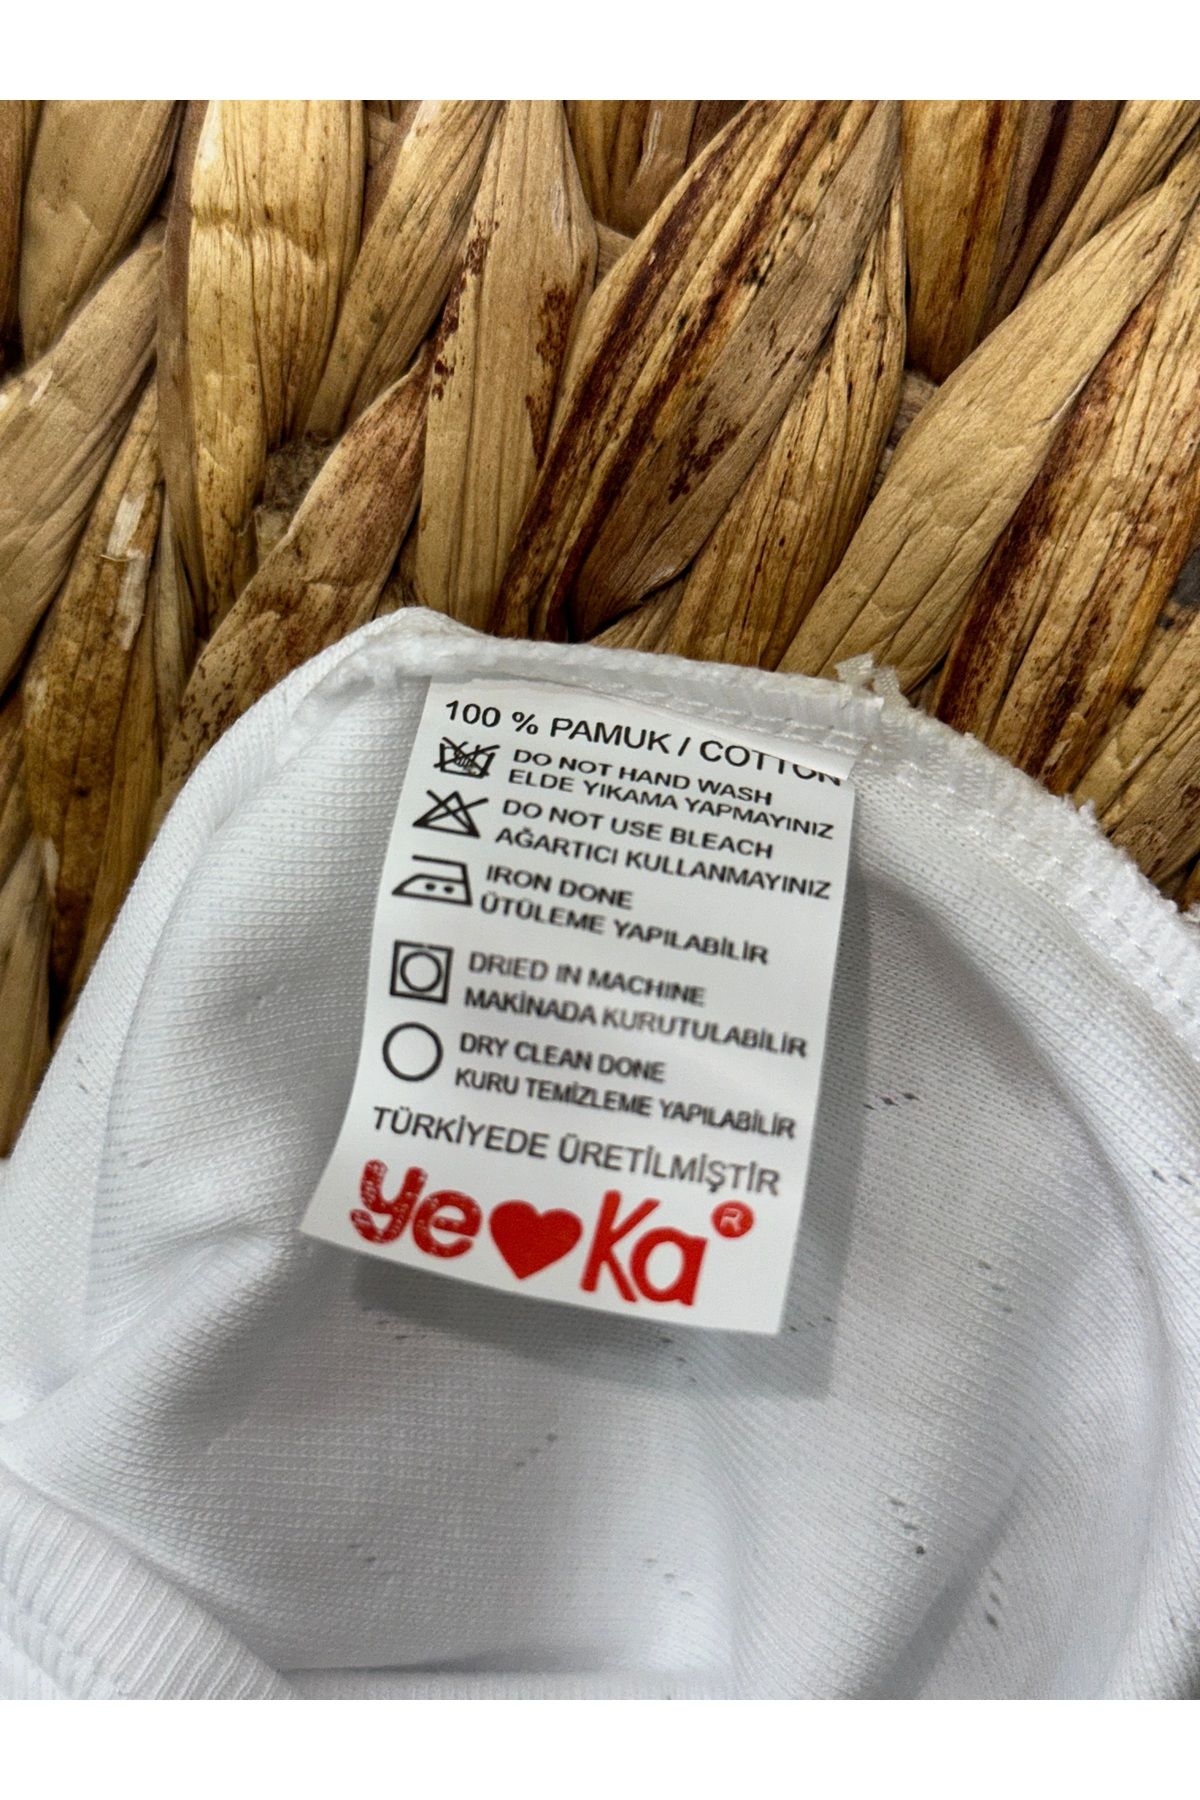 100 % PAMUK / COTTON
DO NOT HAND WASH
ELDE YIKAMA YAPMAYINIZ
DO NOT USE BLEACH
AĞARTICI KULLANMAYINIZ
IRON DONE
ÜTÜLEME YAPILABİLİR
DRIED IN MACHINE
MAKİNADA KURUTULABİLİR
DRY CLEAN DONE
KURU TEMİZLEME YAPILABİLİR
TÜRKİYEDE ÜRETİLMİŞTİR
ye♥Ka®